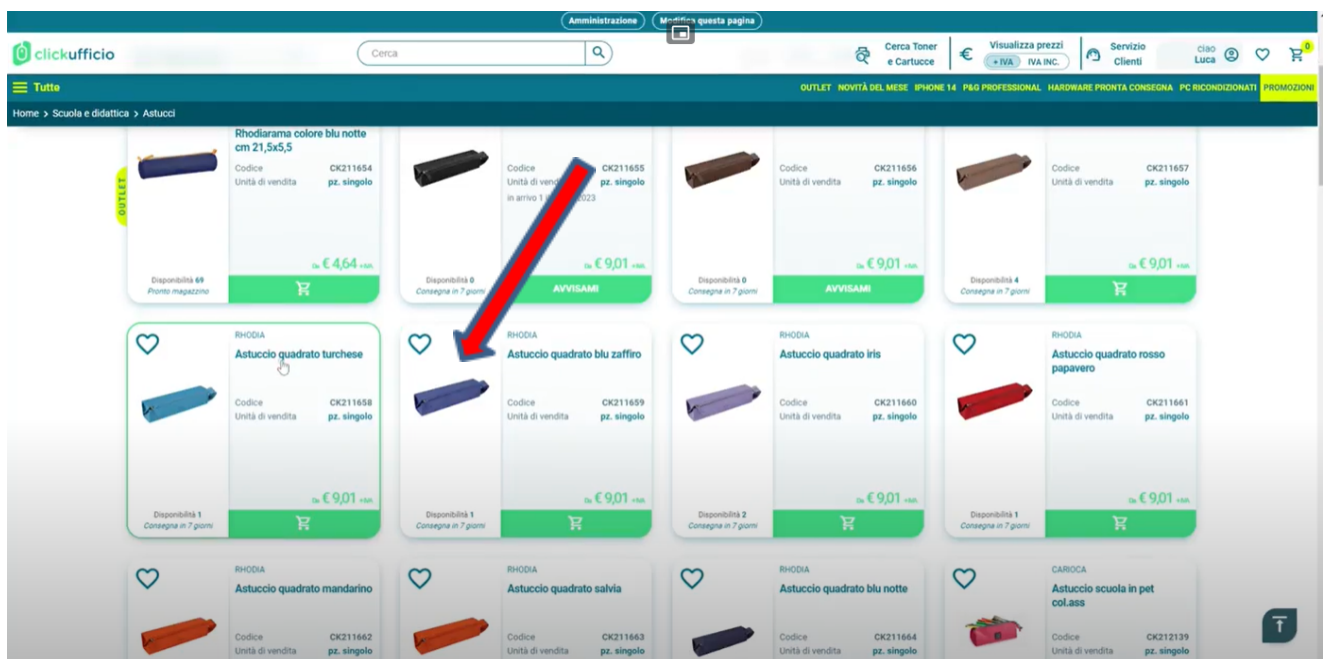 Amministrazione
Modifica questa pagina
clickufficio
Cerca
Cerca Toner
e Cartucce
€
Visualizza prezzi
+ IVA IVA INC.
Servizio
Clienti
ciao
Luca
0
Tutte
OUTLET NOVITÀ DEL MESE IPHONE 14 P&G PROFESSIONAL HARDWARE PRONTA CONSEGNA PC RICONDIZIONATI PROMOZIONI
Home > Scuola e didattica > Astucci
OUTLET
Rhodiarama colore blu notte
cm 21,5x5,5
Codice CK211654
Unità di vendita pz. singolo
Da € 4,64 +IVA
Disponibilità 69
Pronto magazzino
Codice CK211655
Unità di pz. singolo
in arrivo 1
Da € 9,01 +IVA
Disponibilità 0
Consegna in 7 giorni
AVVISAMI
Codice CK211656
Unità di vendita pz. singolo
Da € 9,01 +IVA
Disponibilità 0
Consegna in 7 giorni
AVVISAMI
Codice CK211657
Unità di vendita pz. singolo
Da € 9,01 +IVA
Disponibilità 4
Consegna in 7 giorni
RHODIA
Astuccio quadrato turchese
Codice CK211658
Unità di vendita pz. singolo
Da € 9,01 +IVA
Disponibilità 1
Consegna in 7 giorni
RHODIA
Astuccio quadrato blu zaffiro
Codice CK211659
Unità di vendita pz. singolo
Da € 9,01 +IVA
Disponibilità 1
Consegna in 7 giorni
RHODIA
Astuccio quadrato iris
Codice CK211660
Unità di vendita pz. singolo
Da € 9,01 +IVA
Disponibilità 2
Consegna in 7 giorni
RHODIA
Astuccio quadrato rosso
papavero
Codice CK211661
Unità di vendita pz. singolo
Da € 9,01 +IVA
Disponibilità 1
Consegna in 7 giorni
RHODIA
Astuccio quadrato mandarino
Codice CK211662
Unità di vendita pz. singolo
RHODIA
Astuccio quadrato salvia
Codice CK211663
Unità di vendita pz. singolo
RHODIA
Astuccio quadrato blu notte
Codice CK211664
Unità di vendita pz. singolo
CARIOCA
Astuccio scuola in pet
col.ass
Codice CK212139
Unità di vendita pz. singolo